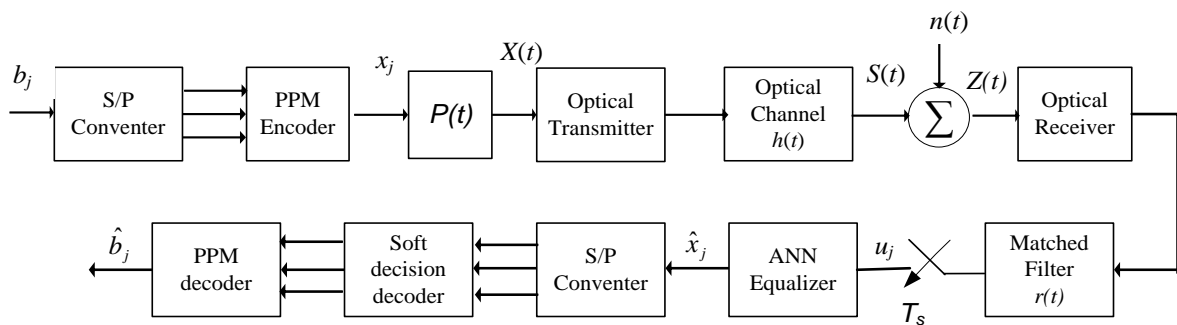 b_j
S/P
Conventer
PPM
Encoder
x_j
P(t)
X(t)
Optical
Transmitter
Optical
Channel
h(t)
S(t)
n(t)
∑
Z(t)
Optical
Receiver
b̂_j
PPM
decoder
Soft
decision
decoder
S/P
Conventer
x̂_j
ANN
Equalizer
u_j
T_s
Matched
Filter
r(t)